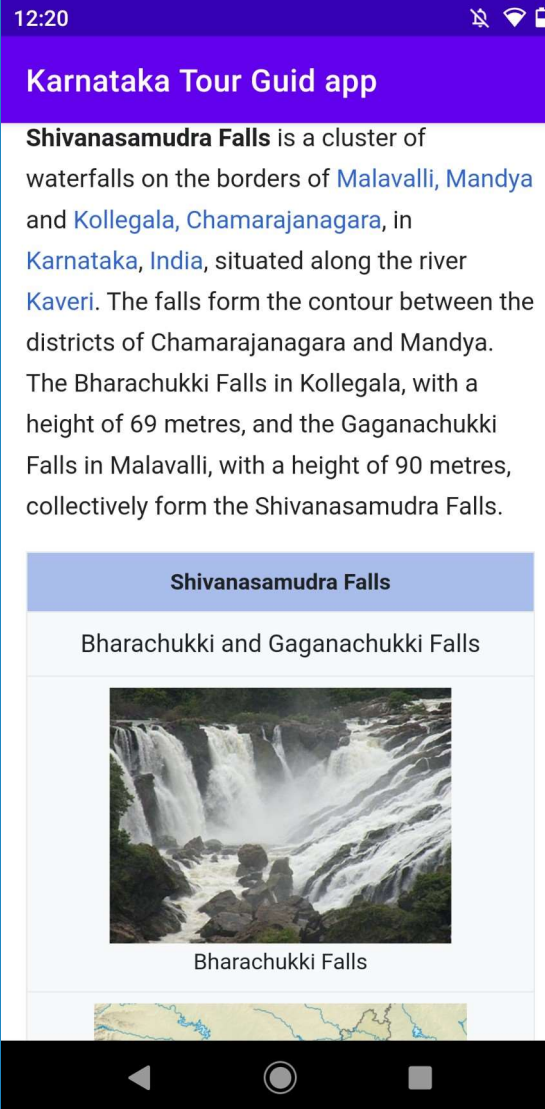 12:20
Karnataka Tour Guid app
Shivanasamudra Falls is a cluster of
waterfalls on the borders of Malavalli, Mandya
and Kollegala, Chamarajanagara, in
Karnataka, India, situated along the river
Kaveri. The falls form the contour between the
districts of Chamarajanagara and Mandya.
The Bharachukki Falls in Kollegala, with a
height of 69 metres, and the Gaganachukki
Falls in Malavalli, with a height of 90 metres,
collectively form the Shivanasamudra Falls.
Shivanasamudra Falls
Bharachukki and Gaganachukki Falls
Bharachukki Falls